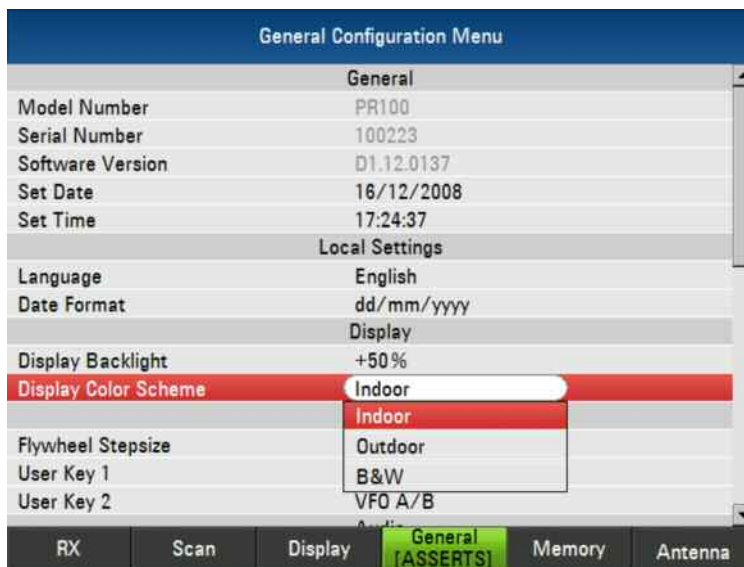 General Configuration Menu
General
Model Number PR100
Serial Number 100223
Software Version D1.12.0137
Set Date 16/12/2008
Set Time 17:24:37
Local Settings
Language English
Date Format dd/mm/yyyy
Display
Display Backlight +50%
Display Color Scheme Indoor
Indoor
Flywheel Stepsize Outdoor
User Key 1 B&W
User Key 2 VFO A/B
RX Scan Display General [ASSERTS] Memory Antenna